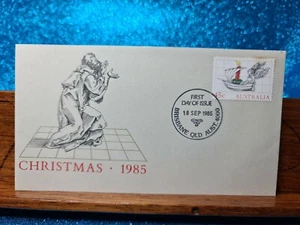 AUSTRALIA
FIRST
DAY OF ISSUE
18 SEP 1985
BRISBANE QLD AUST 4000
CHRISTMAS · 1985